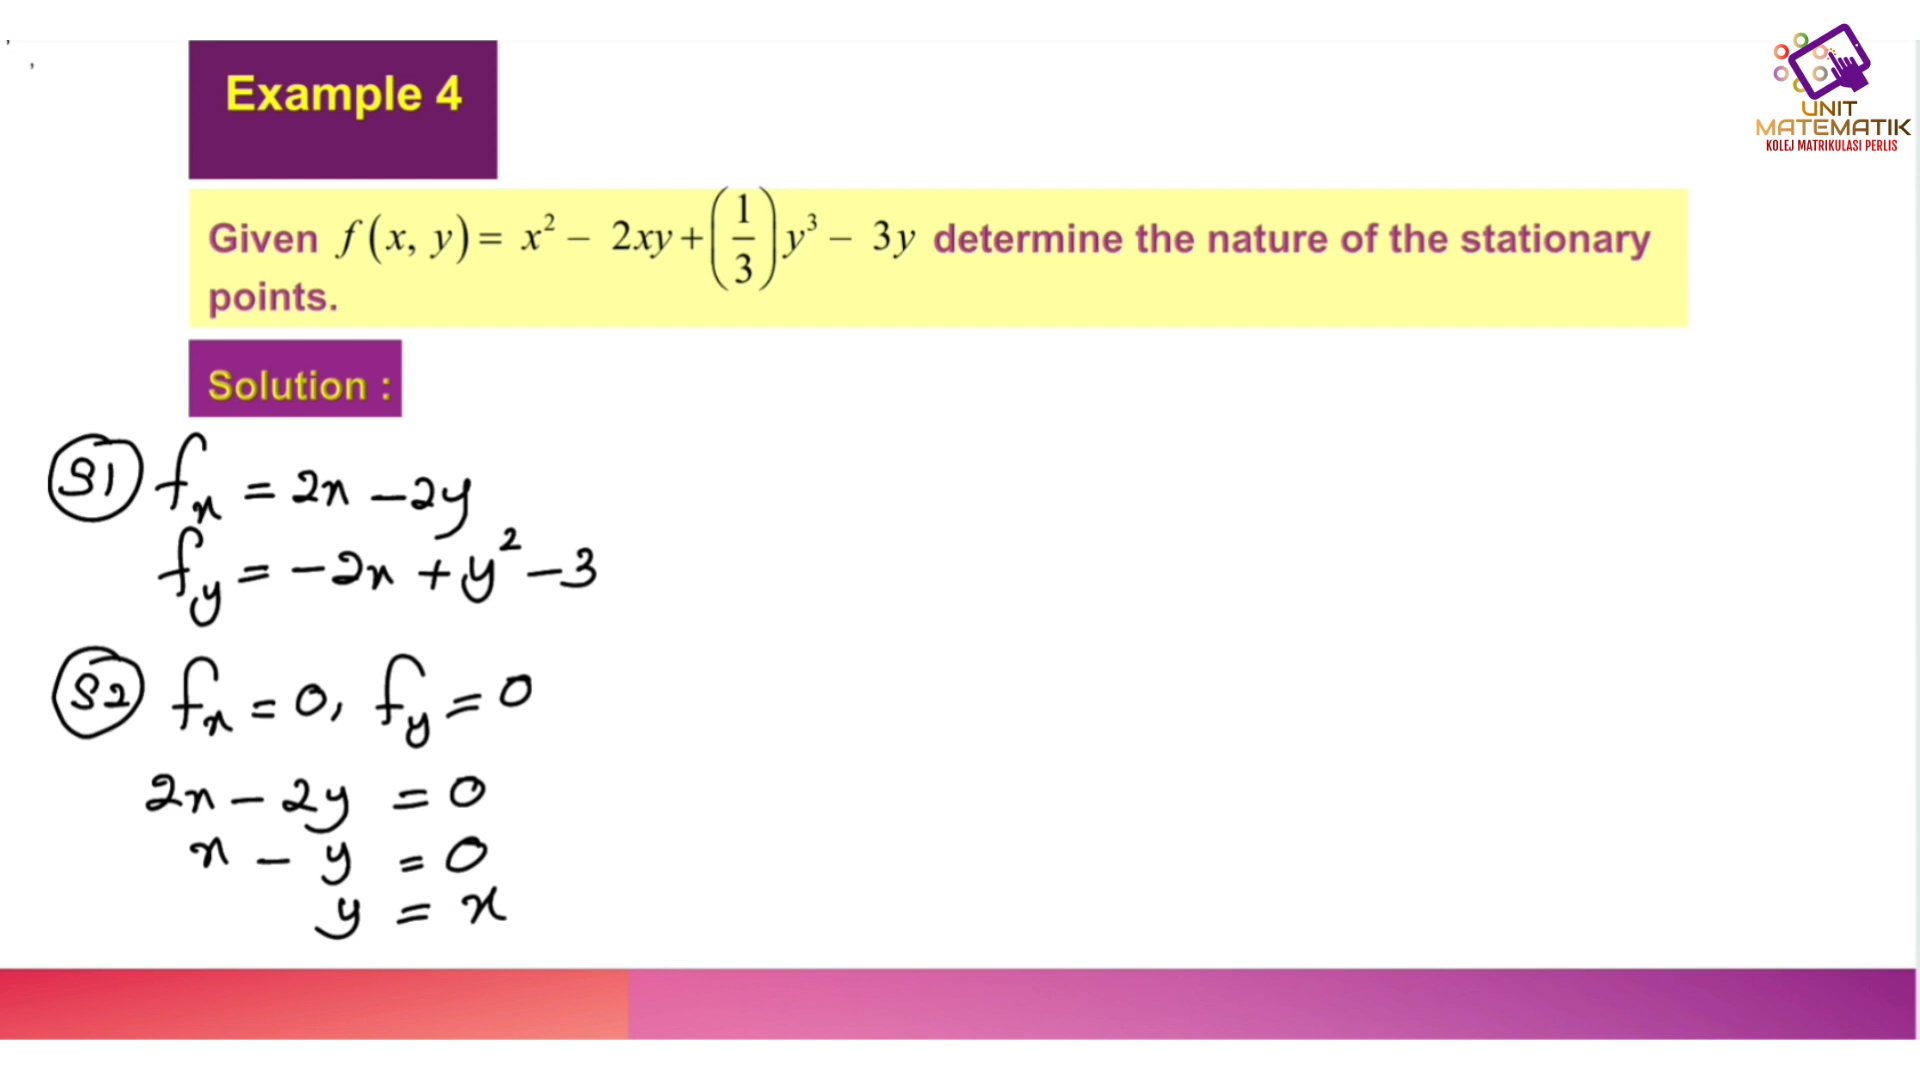 Example 4
UNIT
MATEMATIK
KOLEJ MATRIKULASI PERLIS
Given f(x, y) = x² − 2xy + (1/3)y³ − 3y determine the nature of the stationary
points.
Solution :
S1 fx = 2x − 2y
fy = −2x + y² − 3
S2 fx = 0, fy = 0
2x − 2y = 0
x − y = 0
y = x